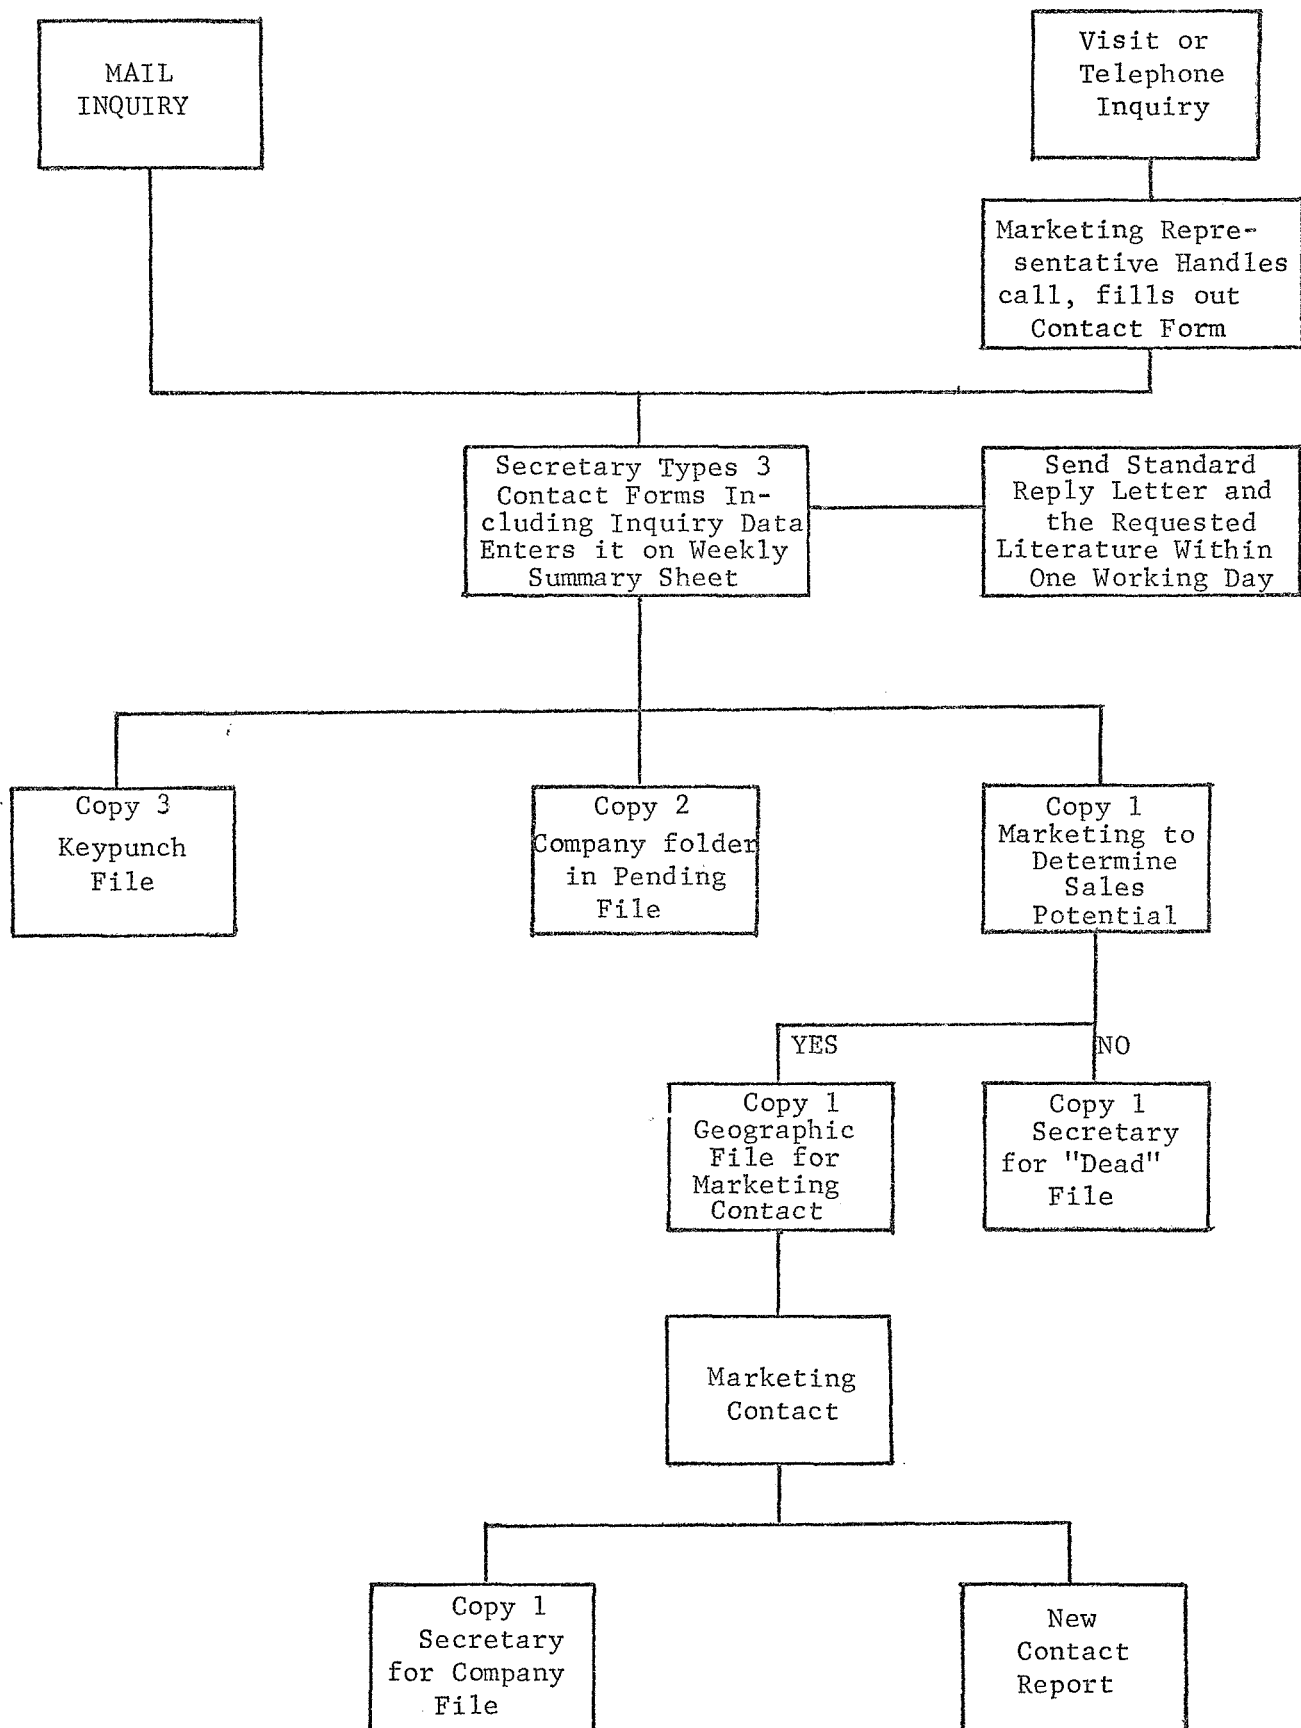 MAIL
INQUIRY
Visit or
Telephone
Inquiry
Marketing Repre-
sentative Handles
call, fills out
Contact Form
Secretary Types 3
Contact Forms In-
cluding Inquiry Data
Enters it on Weekly
Summary Sheet
Send Standard
Reply Letter and
the Requested
Literature Within
One Working Day
Copy 3
Keypunch
File
Copy 2
Company folder
in Pending
File
Copy 1
Marketing to
Determine
Sales
Potential
YES
NO
Copy 1
Geographic
File for
Marketing
Contact
Copy 1
Secretary
for "Dead"
File
Marketing
Contact
Copy 1
Secretary
for Company
File
New
Contact
Report